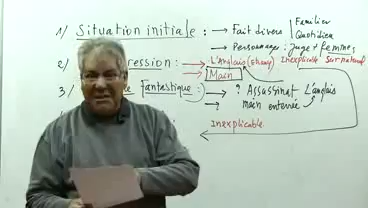 1/ Situation initiale : → Fait divers | Familier
Quotidien
→ Personnages : Juge + femmes
2/ ression : → L'Anglais (Etrange) Inexplicable Surnaturel
→ Main
3/ e Fantastique : → ? Assassinat L'anglais
→ main enterrée
Inexplicable